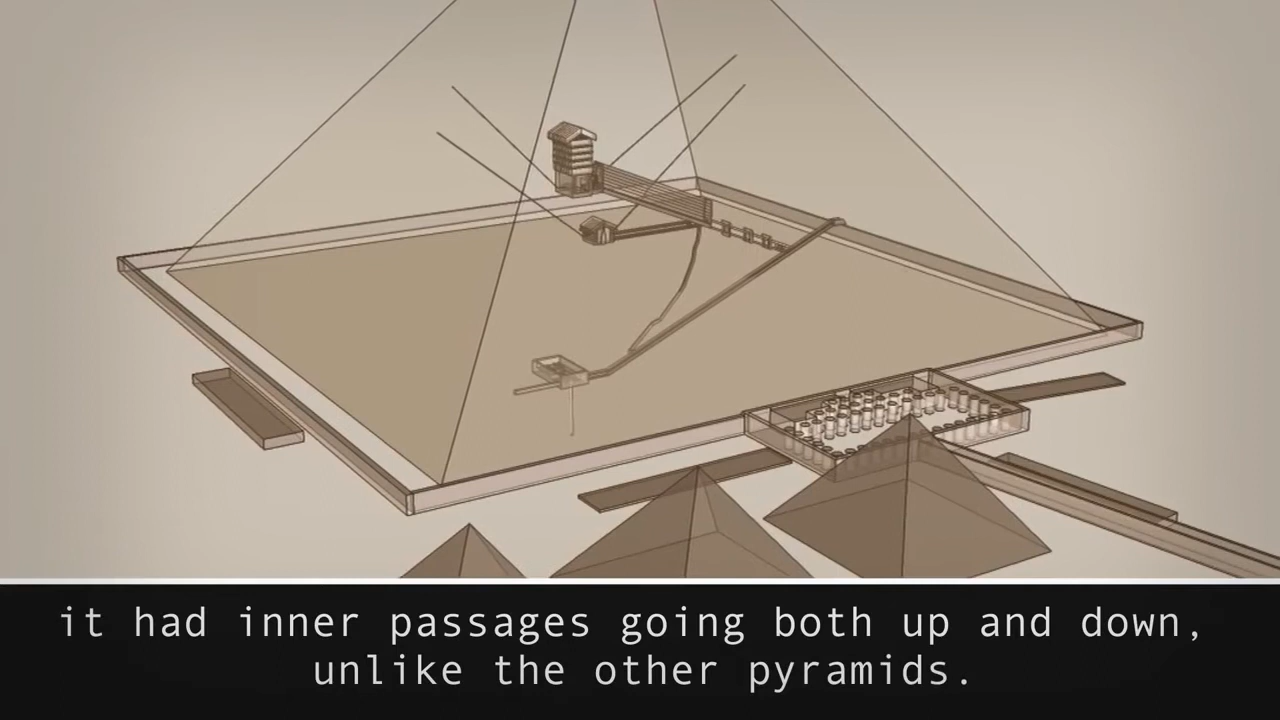 it had inner passages going both up and down,
unlike the other pyramids.